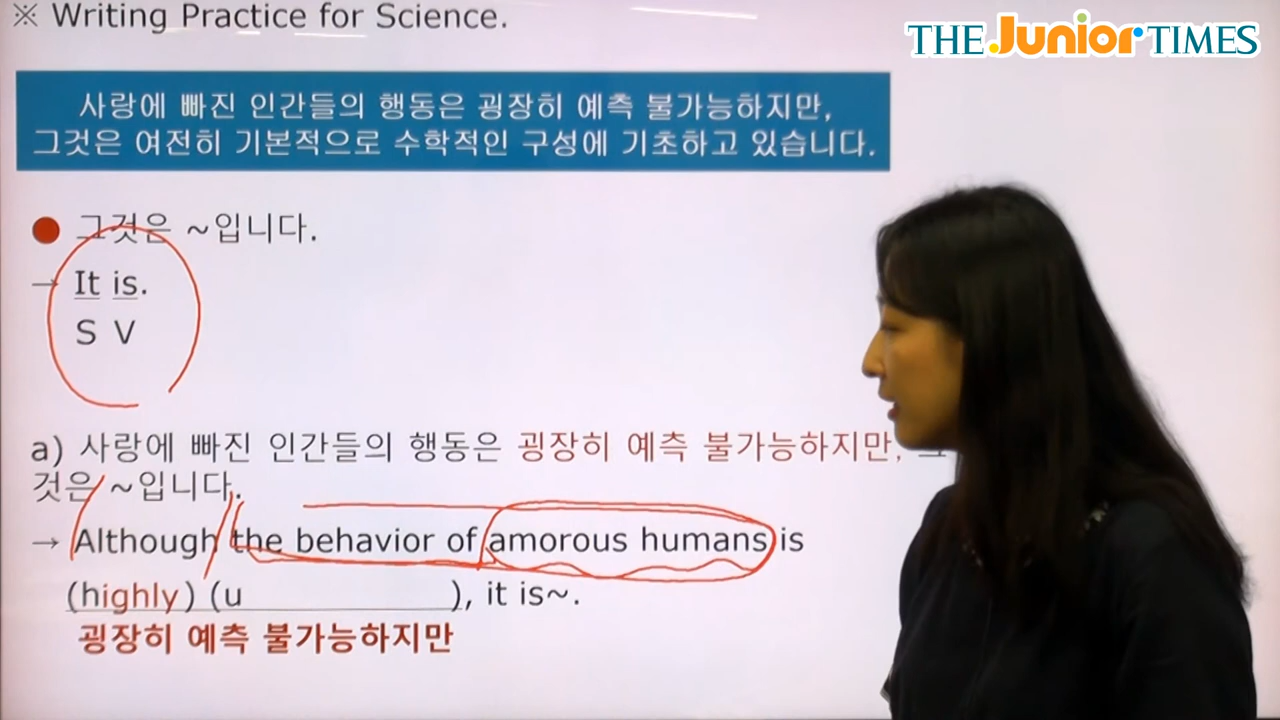 ※ Writing Practice for Science.
THE Junior TIMES
사랑에 빠진 인간들의 행동은 굉장히 예측 불가능하지만,
그것은 여전히 기본적으로 수학적인 구성에 기초하고 있습니다.
● 그것은 ~입니다.
→ It is.
S V
a) 사랑에 빠진 인간들의 행동은 굉장히 예측 불가능하지만, 그
것은 ~입니다.
→ Although the behavior of amorous humans is
(highly) (u ), it is~.
굉장히 예측 불가능하지만